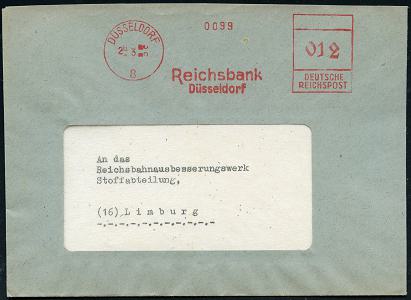 DÜSSELDORF
8
0099
012
DEUTSCHE
REICHSPOST
Reichsbank
Düsseldorf
An das
Reichsbahnausbesserungswerk
Stoffabteilung,
(16) Limburg